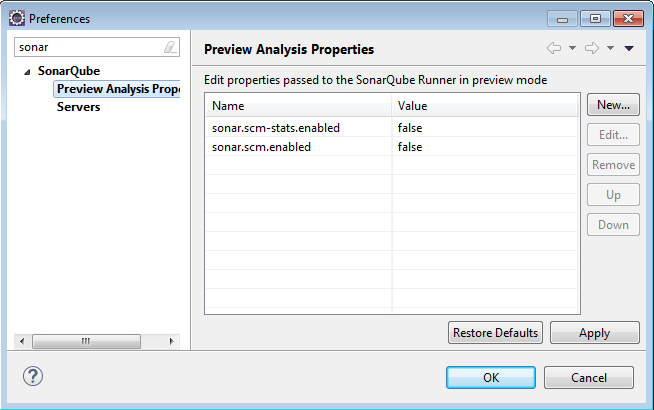 Preferences
sonar
Preview Analysis Properties
SonarQube
Preview Analysis Prope
Servers
Edit properties passed to the SonarQube Runner in preview mode
Name Value
sonar.scm-stats.enabled false
sonar.scm.enabled false
New...
Edit...
Remove
Up
Down
Restore Defaults Apply
? OK Cancel